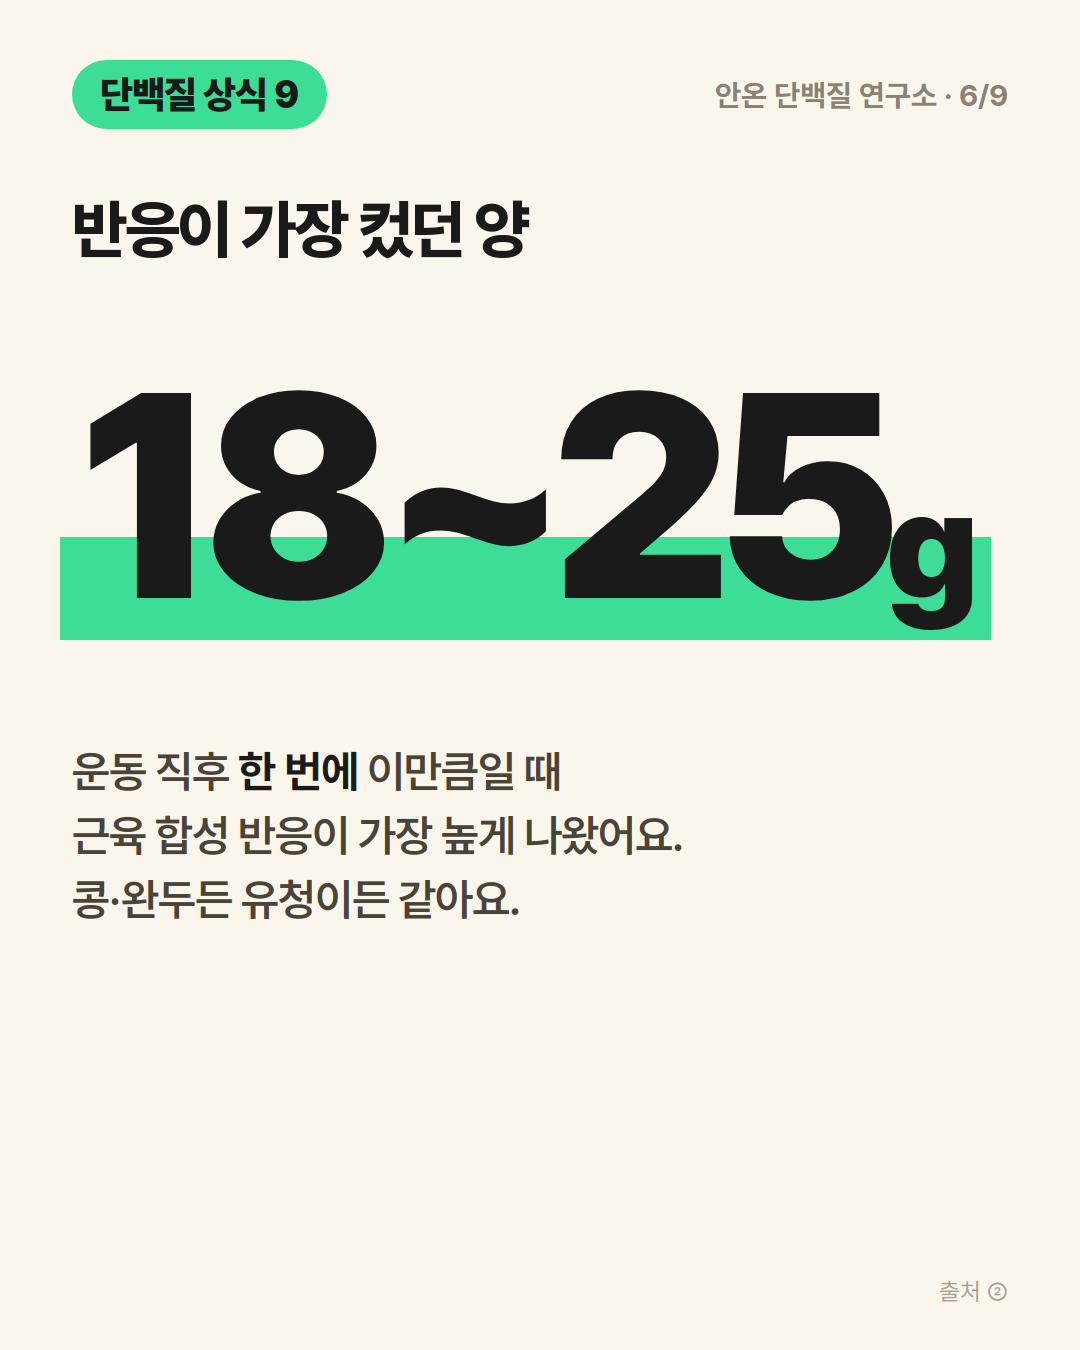 단백질 상식 9
안온 단백질 연구소 · 6/9
반응이 가장 컸던 양
18~25g
운동 직후 한 번에 이만큼일 때
근육 합성 반응이 가장 높게 나왔어요.
콩·완두든 유청이든 같아요.
출처 ②